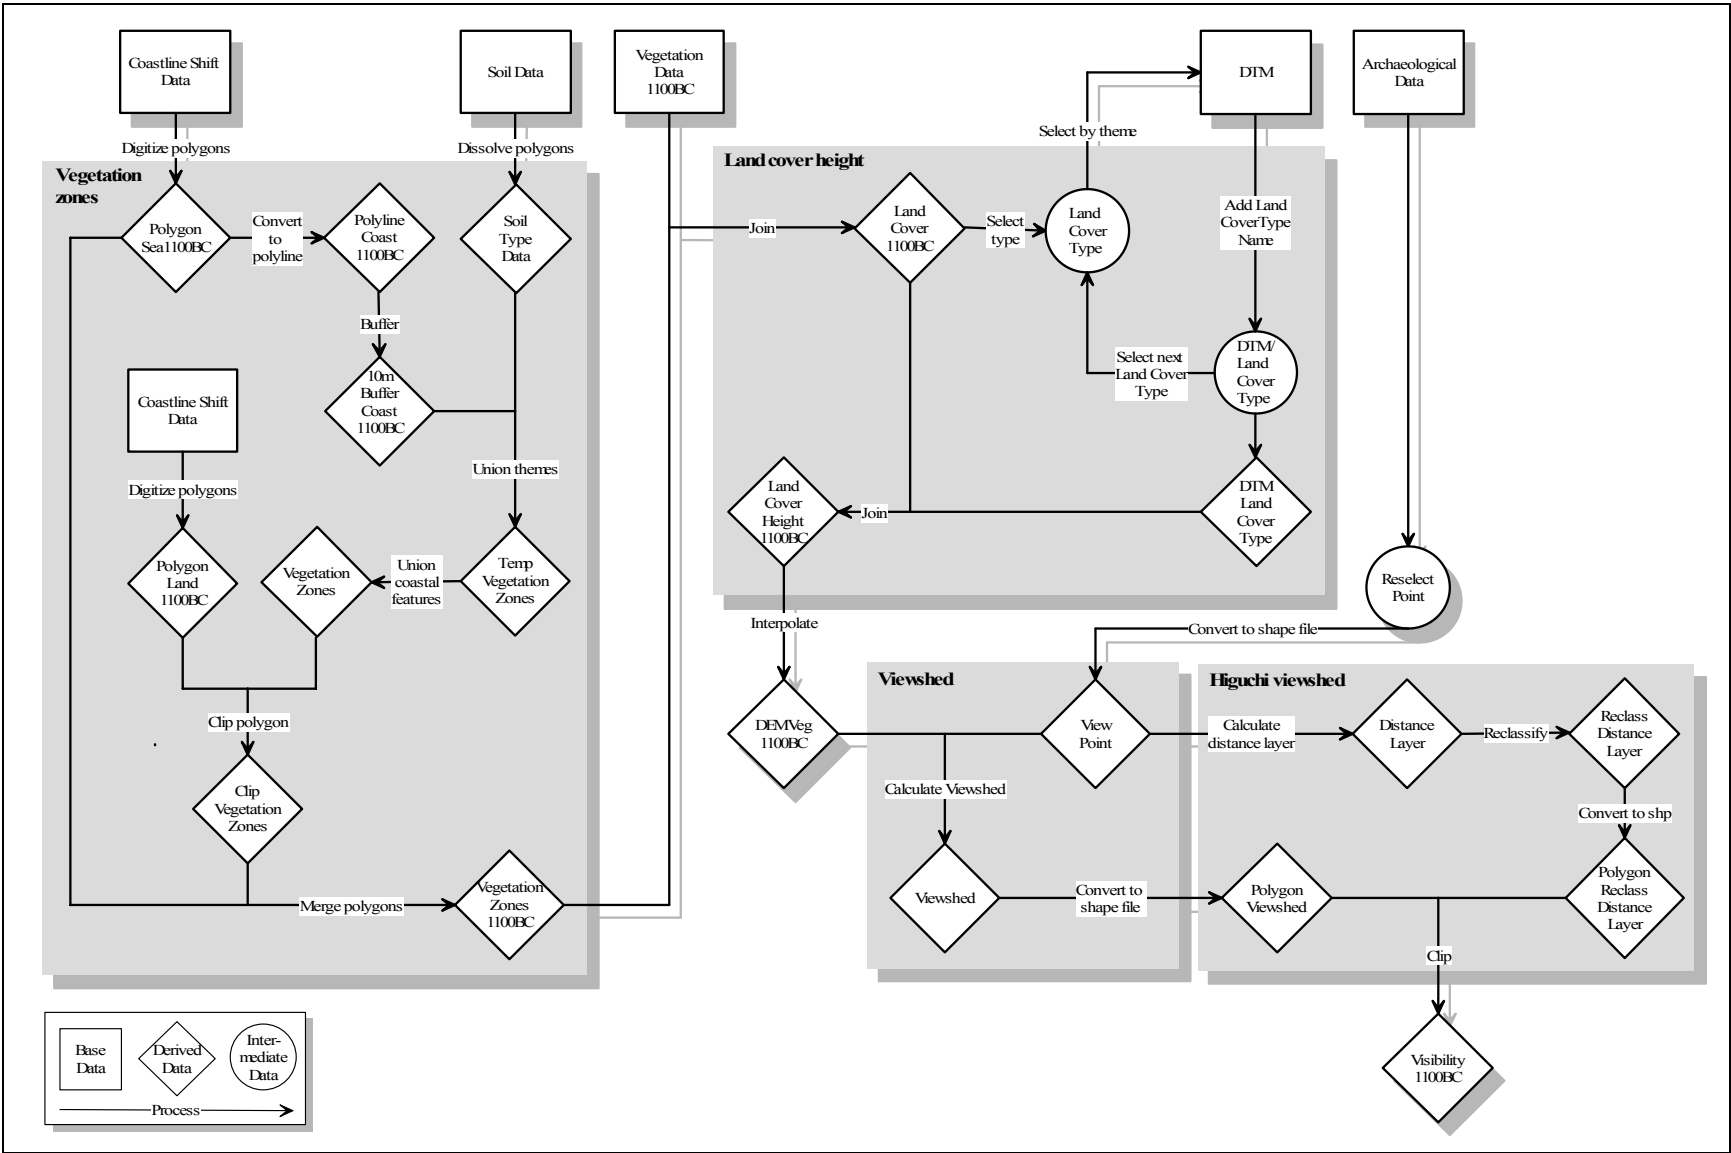 Coastline Shift
Data
Soil Data
Vegetation
Data
1100BC
DTM
Archaeological
Data
Digitize polygons
Dissolve polygons
Select by theme
Vegetation
zones
Polygon
Sea1100BC
Convert
to
polyline
Polyline
Coast
1100BC
Soil
Type
Data
Buffer
10m
Buffer
Coast
1100BC
Coastline Shift
Data
Digitize polygons
Union themes
Polygon
Land
1100BC
Vegetation
Zones
Union
coastal
features
Temp
Vegetation
Zones
Clip polygon
Clip
Vegetation
Zones
Merge polygons
Vegetation
Zones
1100BC
Land cover height
Join
Land
Cover
1100BC
Select
type
Land
Cover
Type
Add Land
CoverType
Name
Select next
Land Cover
Type
DTM/
Land
Cover
Type
Land
Cover
Height
1100BC
Join
DTM
Land
Cover
Type
Reselect
Point
Interpolate
Convert to shape file
DEMVeg
1100BC
Viewshed
View
Point
Calculate Viewshed
Viewshed
Convert to
shape file
Higuchi viewshed
Calculate
distance layer
Distance
Layer
Reclassify
Reclass
Distance
Layer
Convert to shp
Polygon
Viewshed
Polygon
Reclass
Distance
Layer
Clip
Visibility
1100BC
Base
Data
Derived
Data
Inter-
mediate
Data
Process